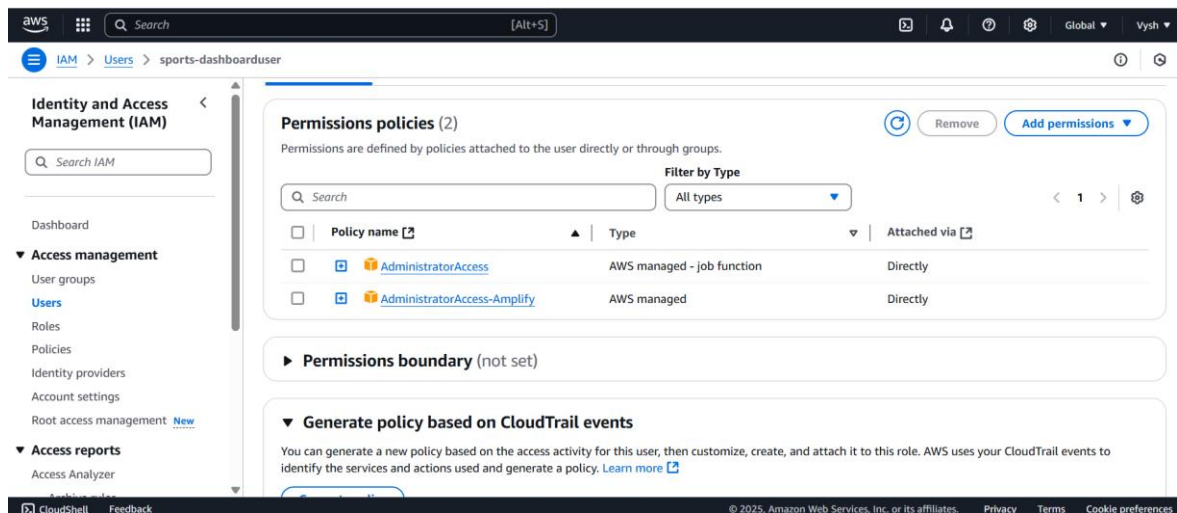 aws Search [Alt+S] Global Vysh
IAM > Users > sports-dashboarduser
Identity and Access Management (IAM)
Search IAM
Dashboard
Access management
User groups
Users
Roles
Policies
Identity providers
Account settings
Root access management New
Access reports
Access Analyzer
Permissions policies (2) Remove Add permissions
Permissions are defined by policies attached to the user directly or through groups.
Filter by Type
Search All types 1
Policy name Type Attached via
AdministratorAccess AWS managed - job function Directly
AdministratorAccess-Amplify AWS managed Directly
Permissions boundary (not set)
Generate policy based on CloudTrail events
You can generate a new policy based on the access activity for this user, then customize, create, and attach it to this role. AWS uses your CloudTrail events to
identify the services and actions used and generate a policy. Learn more
CloudShell Feedback © 2025, Amazon Web Services, Inc. or its affiliates. Privacy Terms Cookie preferences